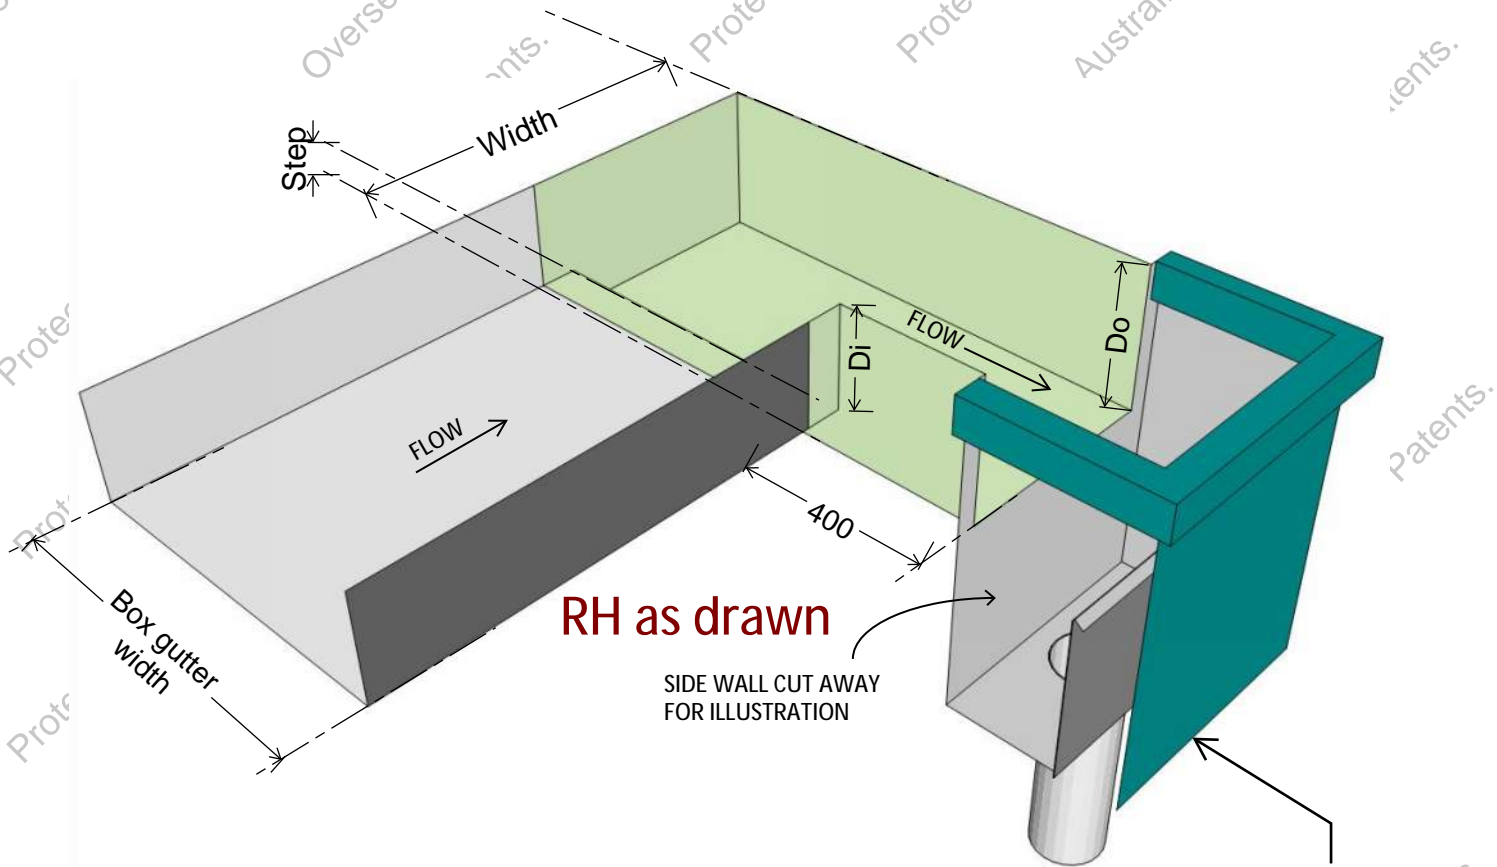 Width
Step
FLOW
Do
Di
FLOW
400
Box gutter
width
RH as drawn
SIDE WALL CUT AWAY
FOR ILLUSTRATION
Patents.